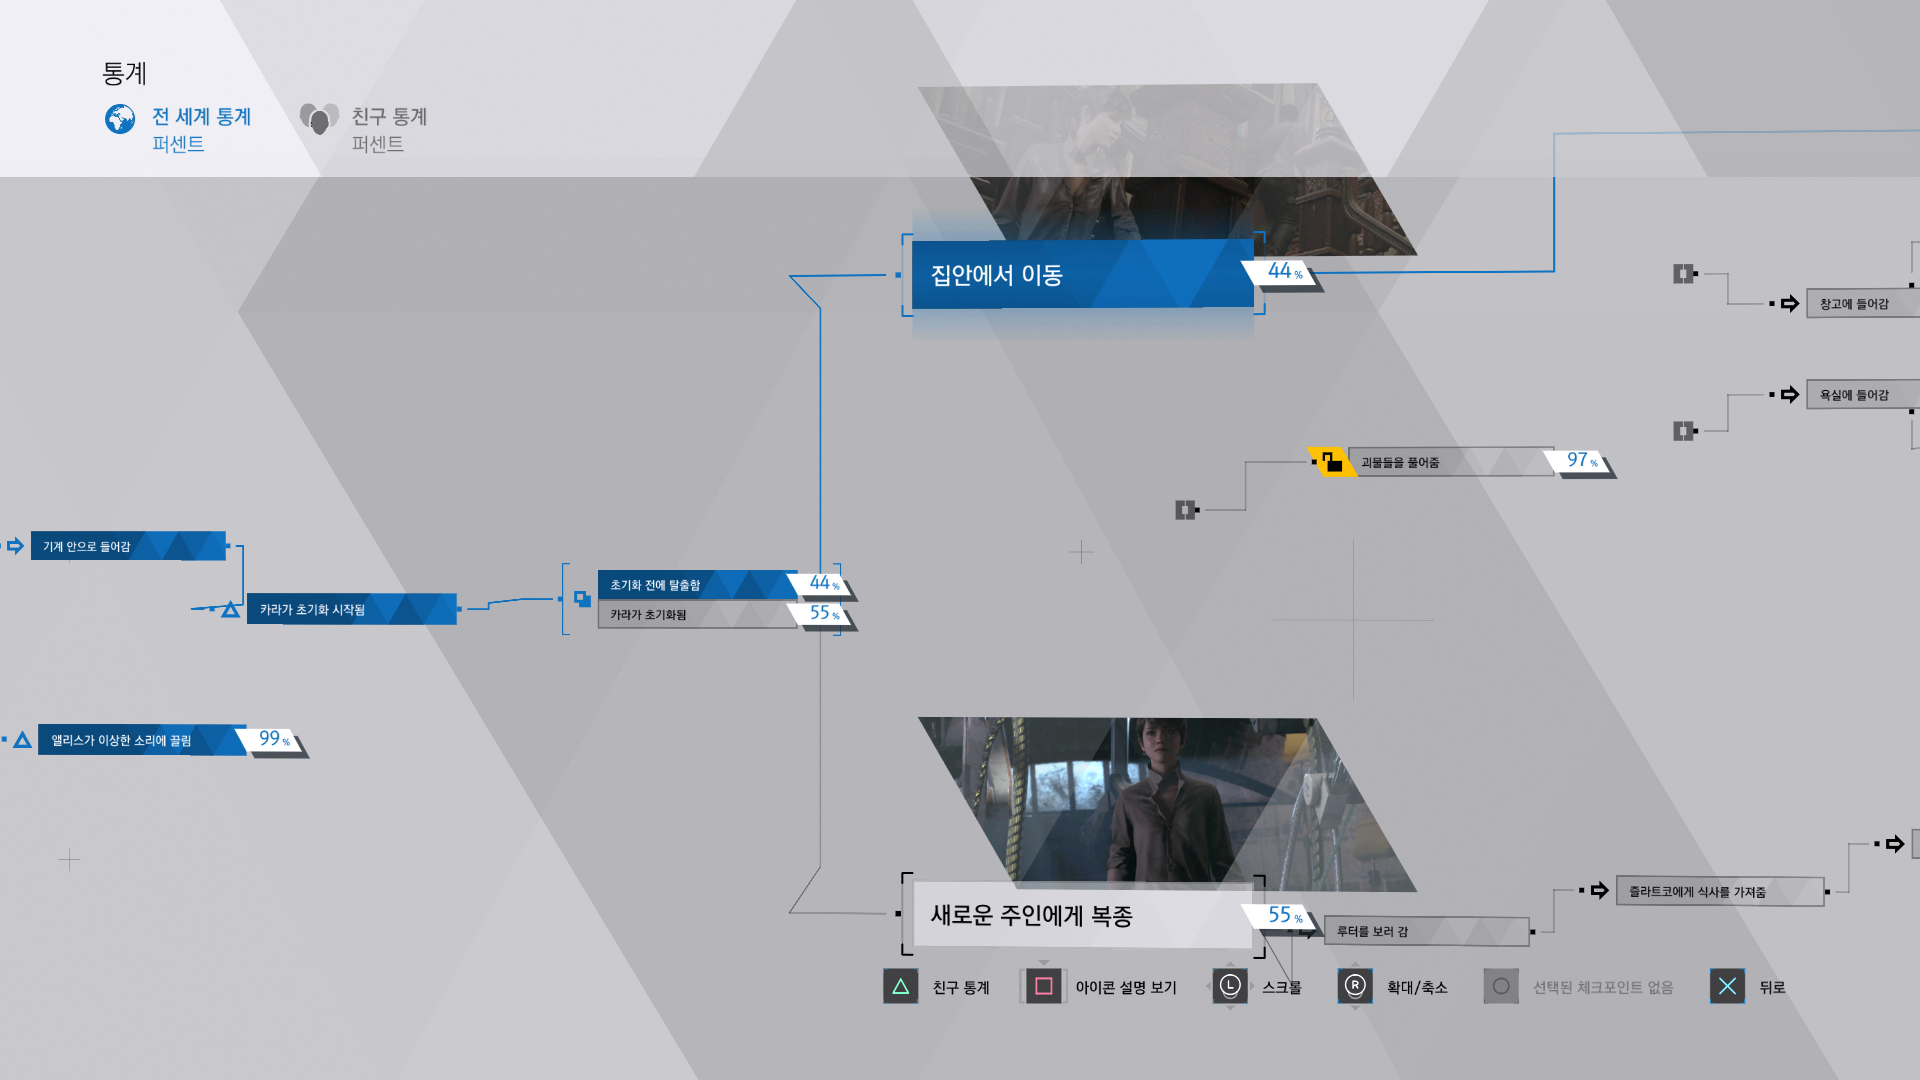 통계
전 세계 통계
퍼센트
친구 통계
퍼센트
집안에서 이동
44 %
창고에 들어감
욕실에 들어감
괴물들을 풀어줌
97 %
기계 안으로 들어감
카라가 초기화 시작됨
초기화 전에 탈출함
44 %
카라가 초기화됨
55 %
앨리스가 이상한 소리에 끌림
99 %
새로운 주인에게 복종
55 %
루터를 보러 감
즐라트코에게 식사를 가져줌
친구 통계
아이콘 설명 보기
L
스크롤
R
확대/축소
선택된 체크포인트 없음
뒤로